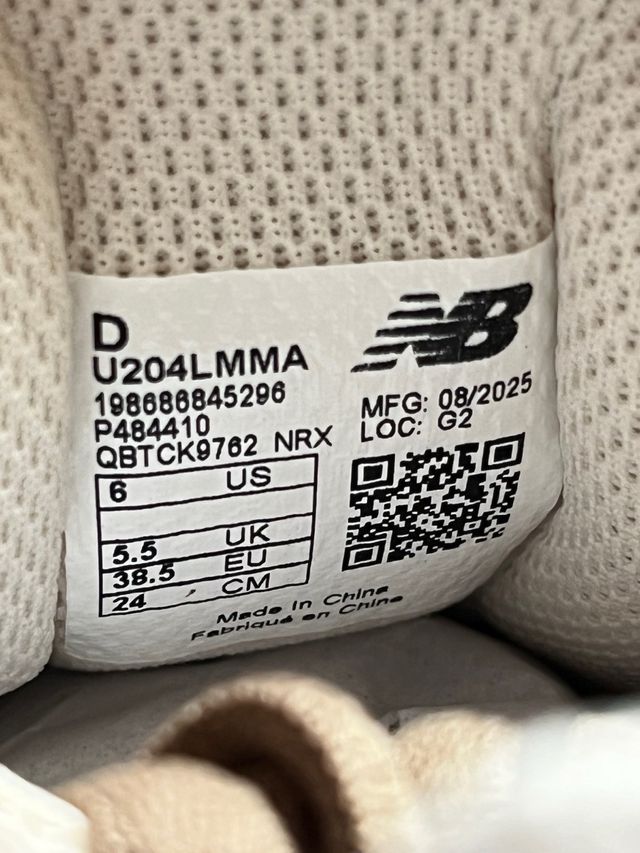 D
U204LMMA
198686845296
P484410
QBTCK9762 NRX
6 US
5.5 UK
38.5 EU
24 CM
NB
MFG: 08/2025
LOC: G2
Made in China
Fabriqué en Chine